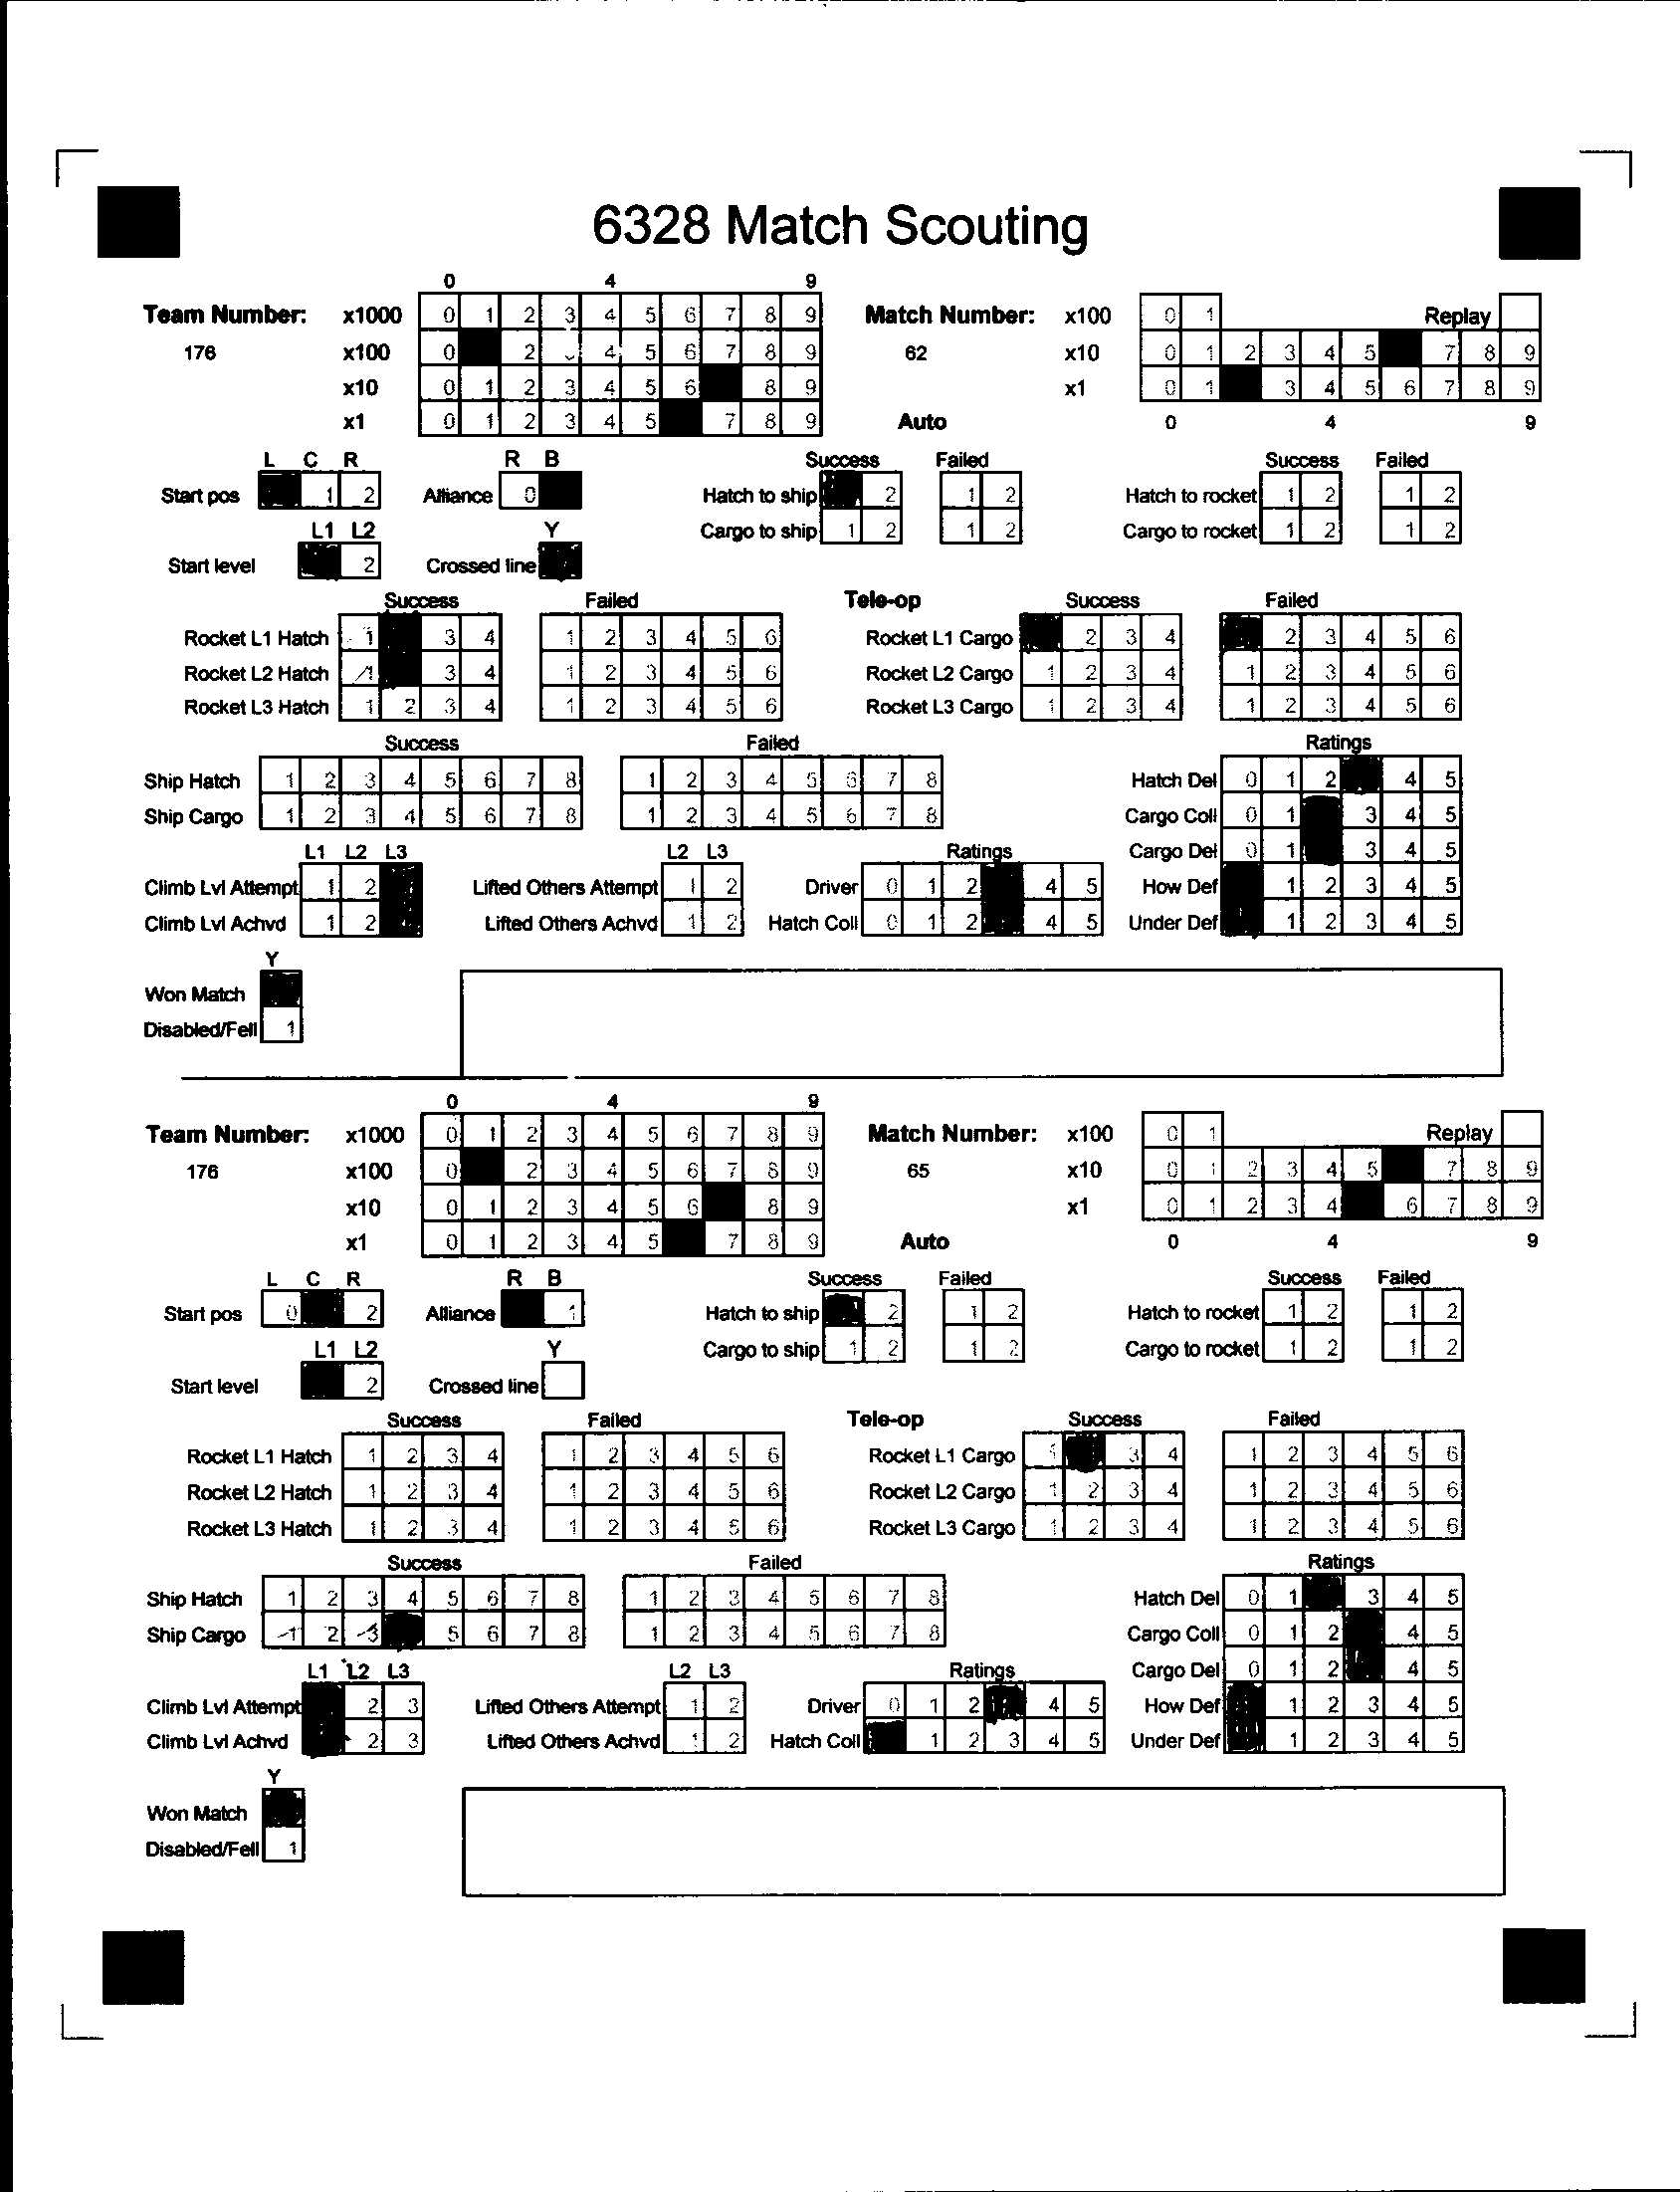 6328 Match Scouting
0 4 9
Team Number: x1000 0 1 2 3 4 5 6 7 8 9 Match Number: x100 0 1 Replay
176 x100 0 2 4 5 6 7 8 9 62 x10 0 1 2 3 4 5 7 8 9
x10 0 1 2 3 4 5 6 8 9 x1 0 1 3 4 5 6 7 8 9
x1 0 1 2 3 4 5 7 8 9 Auto 0 4 9
L C R R B Success Failed Success Failed
Start pos 1 2 Alliance 0 Hatch to ship 2 1 2 Hatch to rocket 1 2 1 2
L1 L2 Y Cargo to ship 1 2 1 2 Cargo to rocket 1 2 1 2
Start level 2 Crossed line
Success Failed Tele-op Success Failed
Rocket L1 Hatch 1 3 4 1 2 3 4 5 6 Rocket L1 Cargo 2 3 4 2 3 4 5 6
Rocket L2 Hatch 1 3 4 1 2 3 4 5 6 Rocket L2 Cargo 1 2 3 4 1 2 3 4 5 6
Rocket L3 Hatch 1 2 3 4 1 2 3 4 5 6 Rocket L3 Cargo 1 2 3 4 1 2 3 4 5 6
Success Failed Ratings
Ship Hatch 1 2 3 4 5 6 7 8 1 2 3 4 5 6 7 8 Hatch Del 0 1 2 4 5
Ship Cargo 1 2 3 4 5 6 7 8 1 2 3 4 5 6 7 8 Cargo Coll 0 1 3 4 5
L1 L2 L3 L2 L3 Ratings Cargo Del 0 1 3 4 5
Climb Lvl Attempt 1 2 Lifted Others Attempt 1 2 Driver 0 1 2 4 5 How Def 1 2 3 4 5
Climb Lvl Achvd 1 2 Lifted Others Achvd 1 2 Hatch Coll 0 1 2 4 5 Under Def 1 2 3 4 5
Y
Won Match
Disabled/Fell 1
0 4 9
Team Number: x1000 0 1 2 3 4 5 6 7 8 9 Match Number: x100 0 1 Replay
176 x100 0 2 3 4 5 6 7 8 9 65 x10 0 1 2 3 4 5 7 8 9
x10 0 1 2 3 4 5 6 8 9 x1 0 1 2 3 4 6 7 8 9
x1 0 1 2 3 4 5 7 8 9 Auto 0 4 9
L C R R B Success Failed Success Failed
Start pos 0 2 Alliance 1 Hatch to ship 2 1 2 Hatch to rocket 1 2 1 2
L1 L2 Y Cargo to ship 1 2 1 2 Cargo to rocket 1 2 1 2
Start level 2 Crossed line
Success Failed Tele-op Success Failed
Rocket L1 Hatch 1 2 3 4 1 2 3 4 5 6 Rocket L1 Cargo 1 3 4 1 2 3 4 5 6
Rocket L2 Hatch 1 2 3 4 1 2 3 4 5 6 Rocket L2 Cargo 1 2 3 4 1 2 3 4 5 6
Rocket L3 Hatch 1 2 3 4 1 2 3 4 5 6 Rocket L3 Cargo 1 2 3 4 1 2 3 4 5 6
Success Failed Ratings
Ship Hatch 1 2 3 4 5 6 7 8 1 2 3 4 5 6 7 8 Hatch Del 0 1 3 4 5
Ship Cargo 1 2 3 5 6 7 8 1 2 3 4 5 6 7 8 Cargo Coll 0 1 2 4 5
L1 L2 L3 L2 L3 Ratings Cargo Del 0 1 2 4 5
Climb Lvl Attempt 2 3 Lifted Others Attempt 1 2 Driver 0 1 2 4 5 How Def 1 2 3 4 5
Climb Lvl Achvd 2 3 Lifted Others Achvd 1 2 Hatch Coll 1 2 3 4 5 Under Def 1 2 3 4 5
Y
Won Match
Disabled/Fell 1